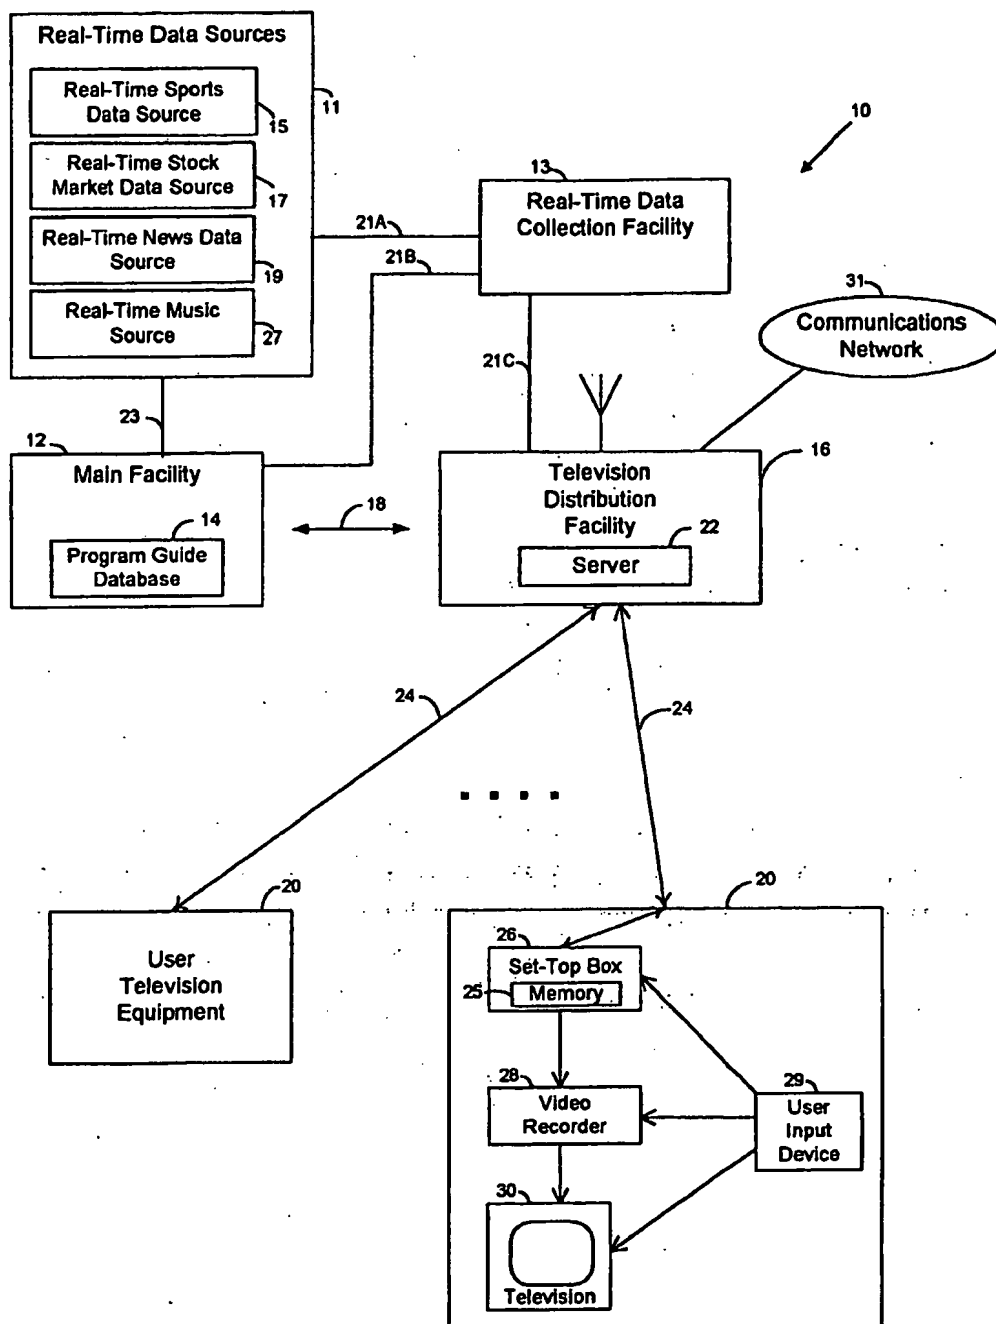 Real-Time Data Sources
11
Real-Time Sports
Data Source
15
Real-Time Stock
Market Data Source
17
Real-Time News Data
Source
19
Real-Time Music
Source
27
10
13
Real-Time Data
Collection Facility
21A
21B
21C
31
Communications
Network
23
12
Main Facility
14
Program Guide
Database
18
16
Television
Distribution
Facility
22
Server
24
24
20
User
Television
Equipment
20
26
Set-Top Box
25
Memory
28
Video
Recorder
29
User
Input
Device
30
Television